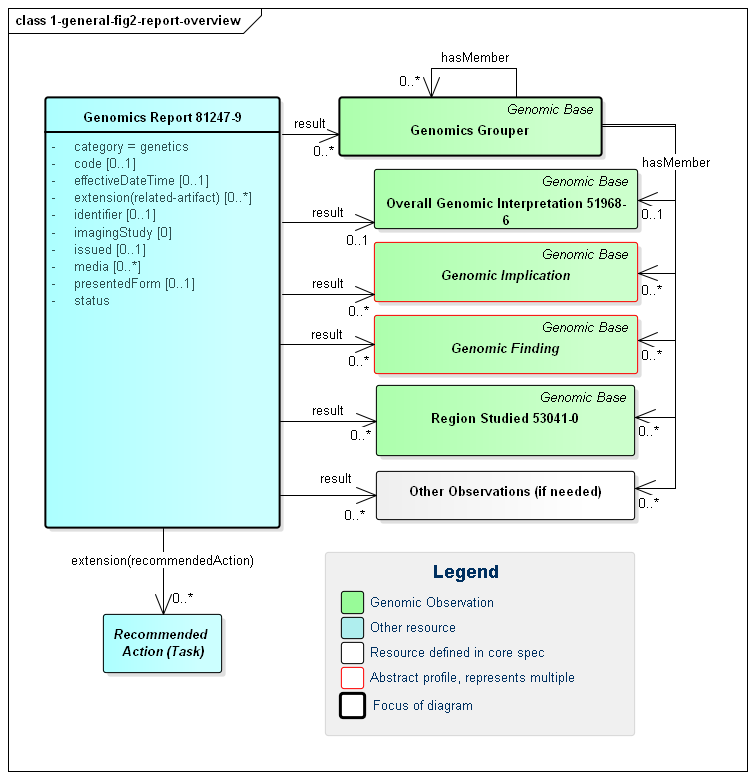 class 1-general-fig2-report-overview
hasMember
0..*
Genomics Report 81247-9
- category = genetics
- code [0..1]
- effectiveDateTime [0..1]
- extension(related-artifact) [0..*]
- identifier [0..1]
- imagingStudy [0]
- issued [0..1]
- media [0..*]
- presentedForm [0..1]
- status
result
0..*
Genomic Base
Genomics Grouper
hasMember
result
0..1
Genomic Base
Overall Genomic Interpretation 51968-
6
0..1
result
0..*
Genomic Base
Genomic Implication
0..*
result
0..*
Genomic Base
Genomic Finding
0..*
result
0..*
Genomic Base
Region Studied 53041-0
0..*
result
0..*
Other Observations (if needed)
0..*
extension(recommendedAction)
0..*
Recommended
Action (Task)
Legend
Genomic Observation
Other resource
Resource defined in core spec
Abstract profile, represents multiple
Focus of diagram